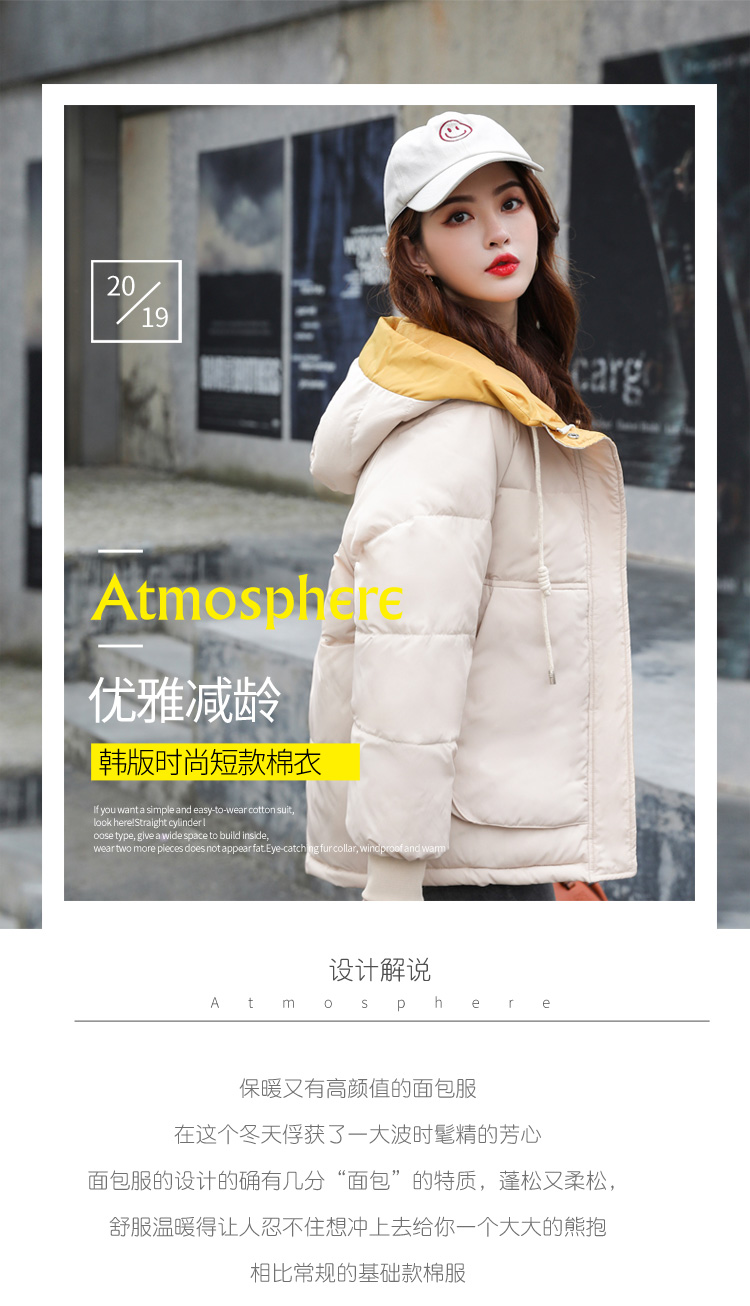 20
19
Atmosphere
优雅减龄
韩版时尚短款棉衣
If you want a simple and easy-to-wear cotton suit,
look here!Straight cylinder l
oose type, give a wide space to build inside,
wear two more pieces does not appear fat.Eye-catching fur collar, windproof and warm
carg
设计解说
Atmosphere
保暖又有高颜值的面包服
在这个冬天俘获了一大波时髦精的芳心
面包服的设计的确有几分“面包”的特质，蓬松又柔松，
舒服温暖得让人忍不住想冲上去给你一个大大的熊抱
相比常规的基础款棉服